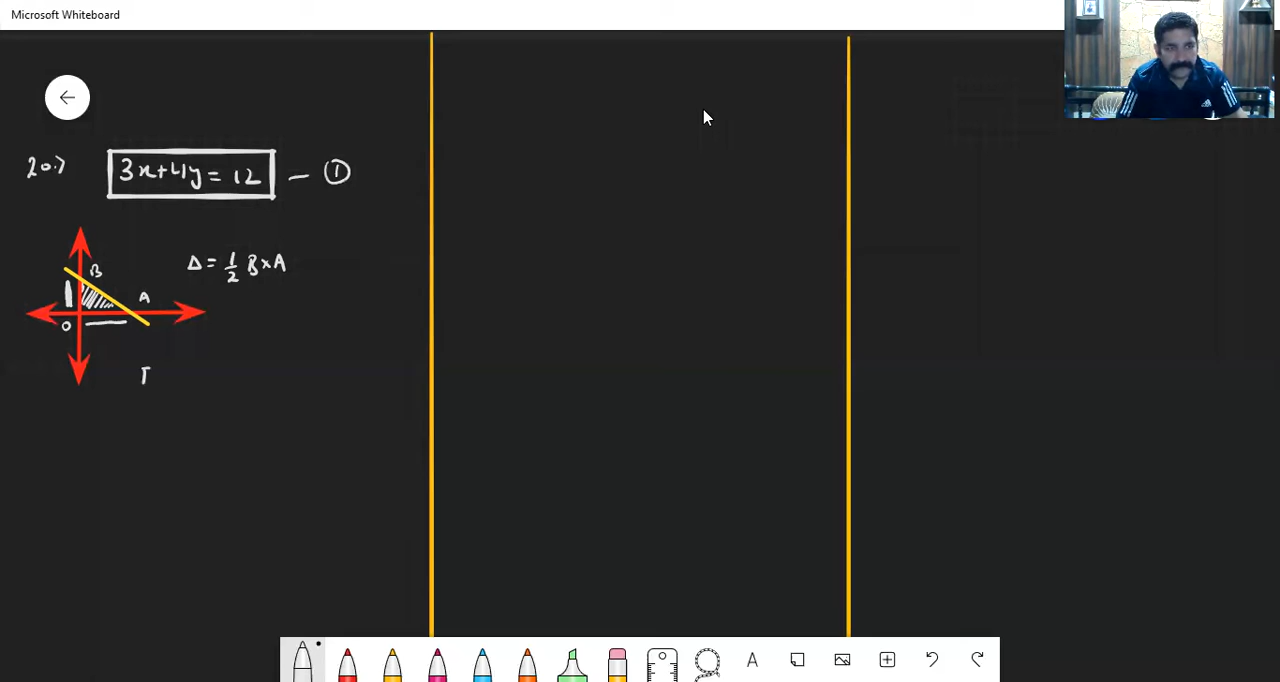 Microsoft Whiteboard
20.> 3x+4y = 12 — ①
Δ = 1/2 B×A
B
A
O